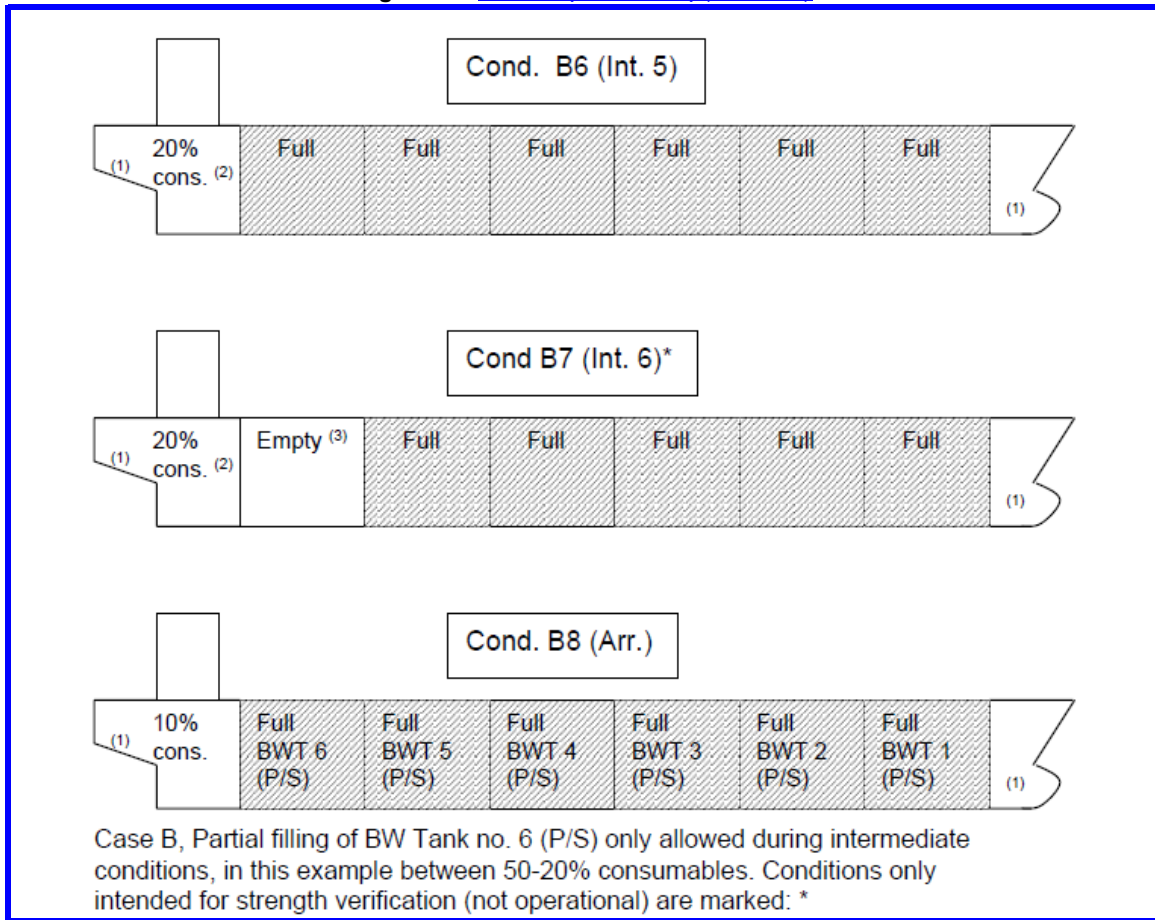 Cond. B6 (Int. 5)
(1) 20% Full Full Full Full Full Full
cons. (2)
(1)
Cond B7 (Int. 6)*
(1) 20% Empty (3) Full Full Full Full Full
cons. (2)
(1)
Cond. B8 (Arr.)
(1) 10% Full Full Full Full Full Full
cons. BWT 6 BWT 5 BWT 4 BWT 3 BWT 2 BWT 1
(P/S) (P/S) (P/S) (P/S) (P/S) (P/S) (1)
Case B, Partial filling of BW Tank no. 6 (P/S) only allowed during intermediate
conditions, in this example between 50-20% consumables. Conditions only
intended for strength verification (not operational) are marked: *